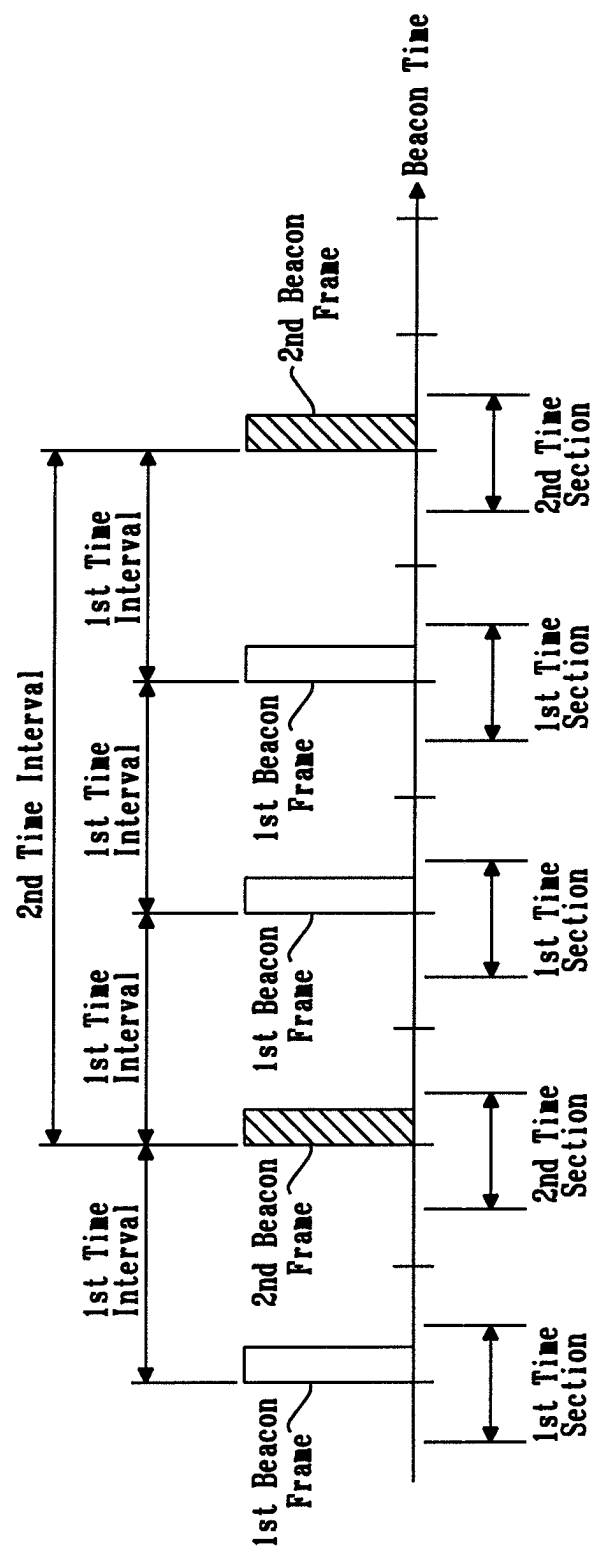 2nd Time Interval
1st Time
Interval
1st Time
Interval
1st Time
Interval
1st Time
Interval
1st Beacon
Frame
2nd Beacon
Frame
1st Beacon
Frame
1st Beacon
Frame
2nd Beacon
Frame
Beacon Time
1st Time
Section
2nd Time
Section
1st Time
Section
1st Time
Section
2nd Time
Section